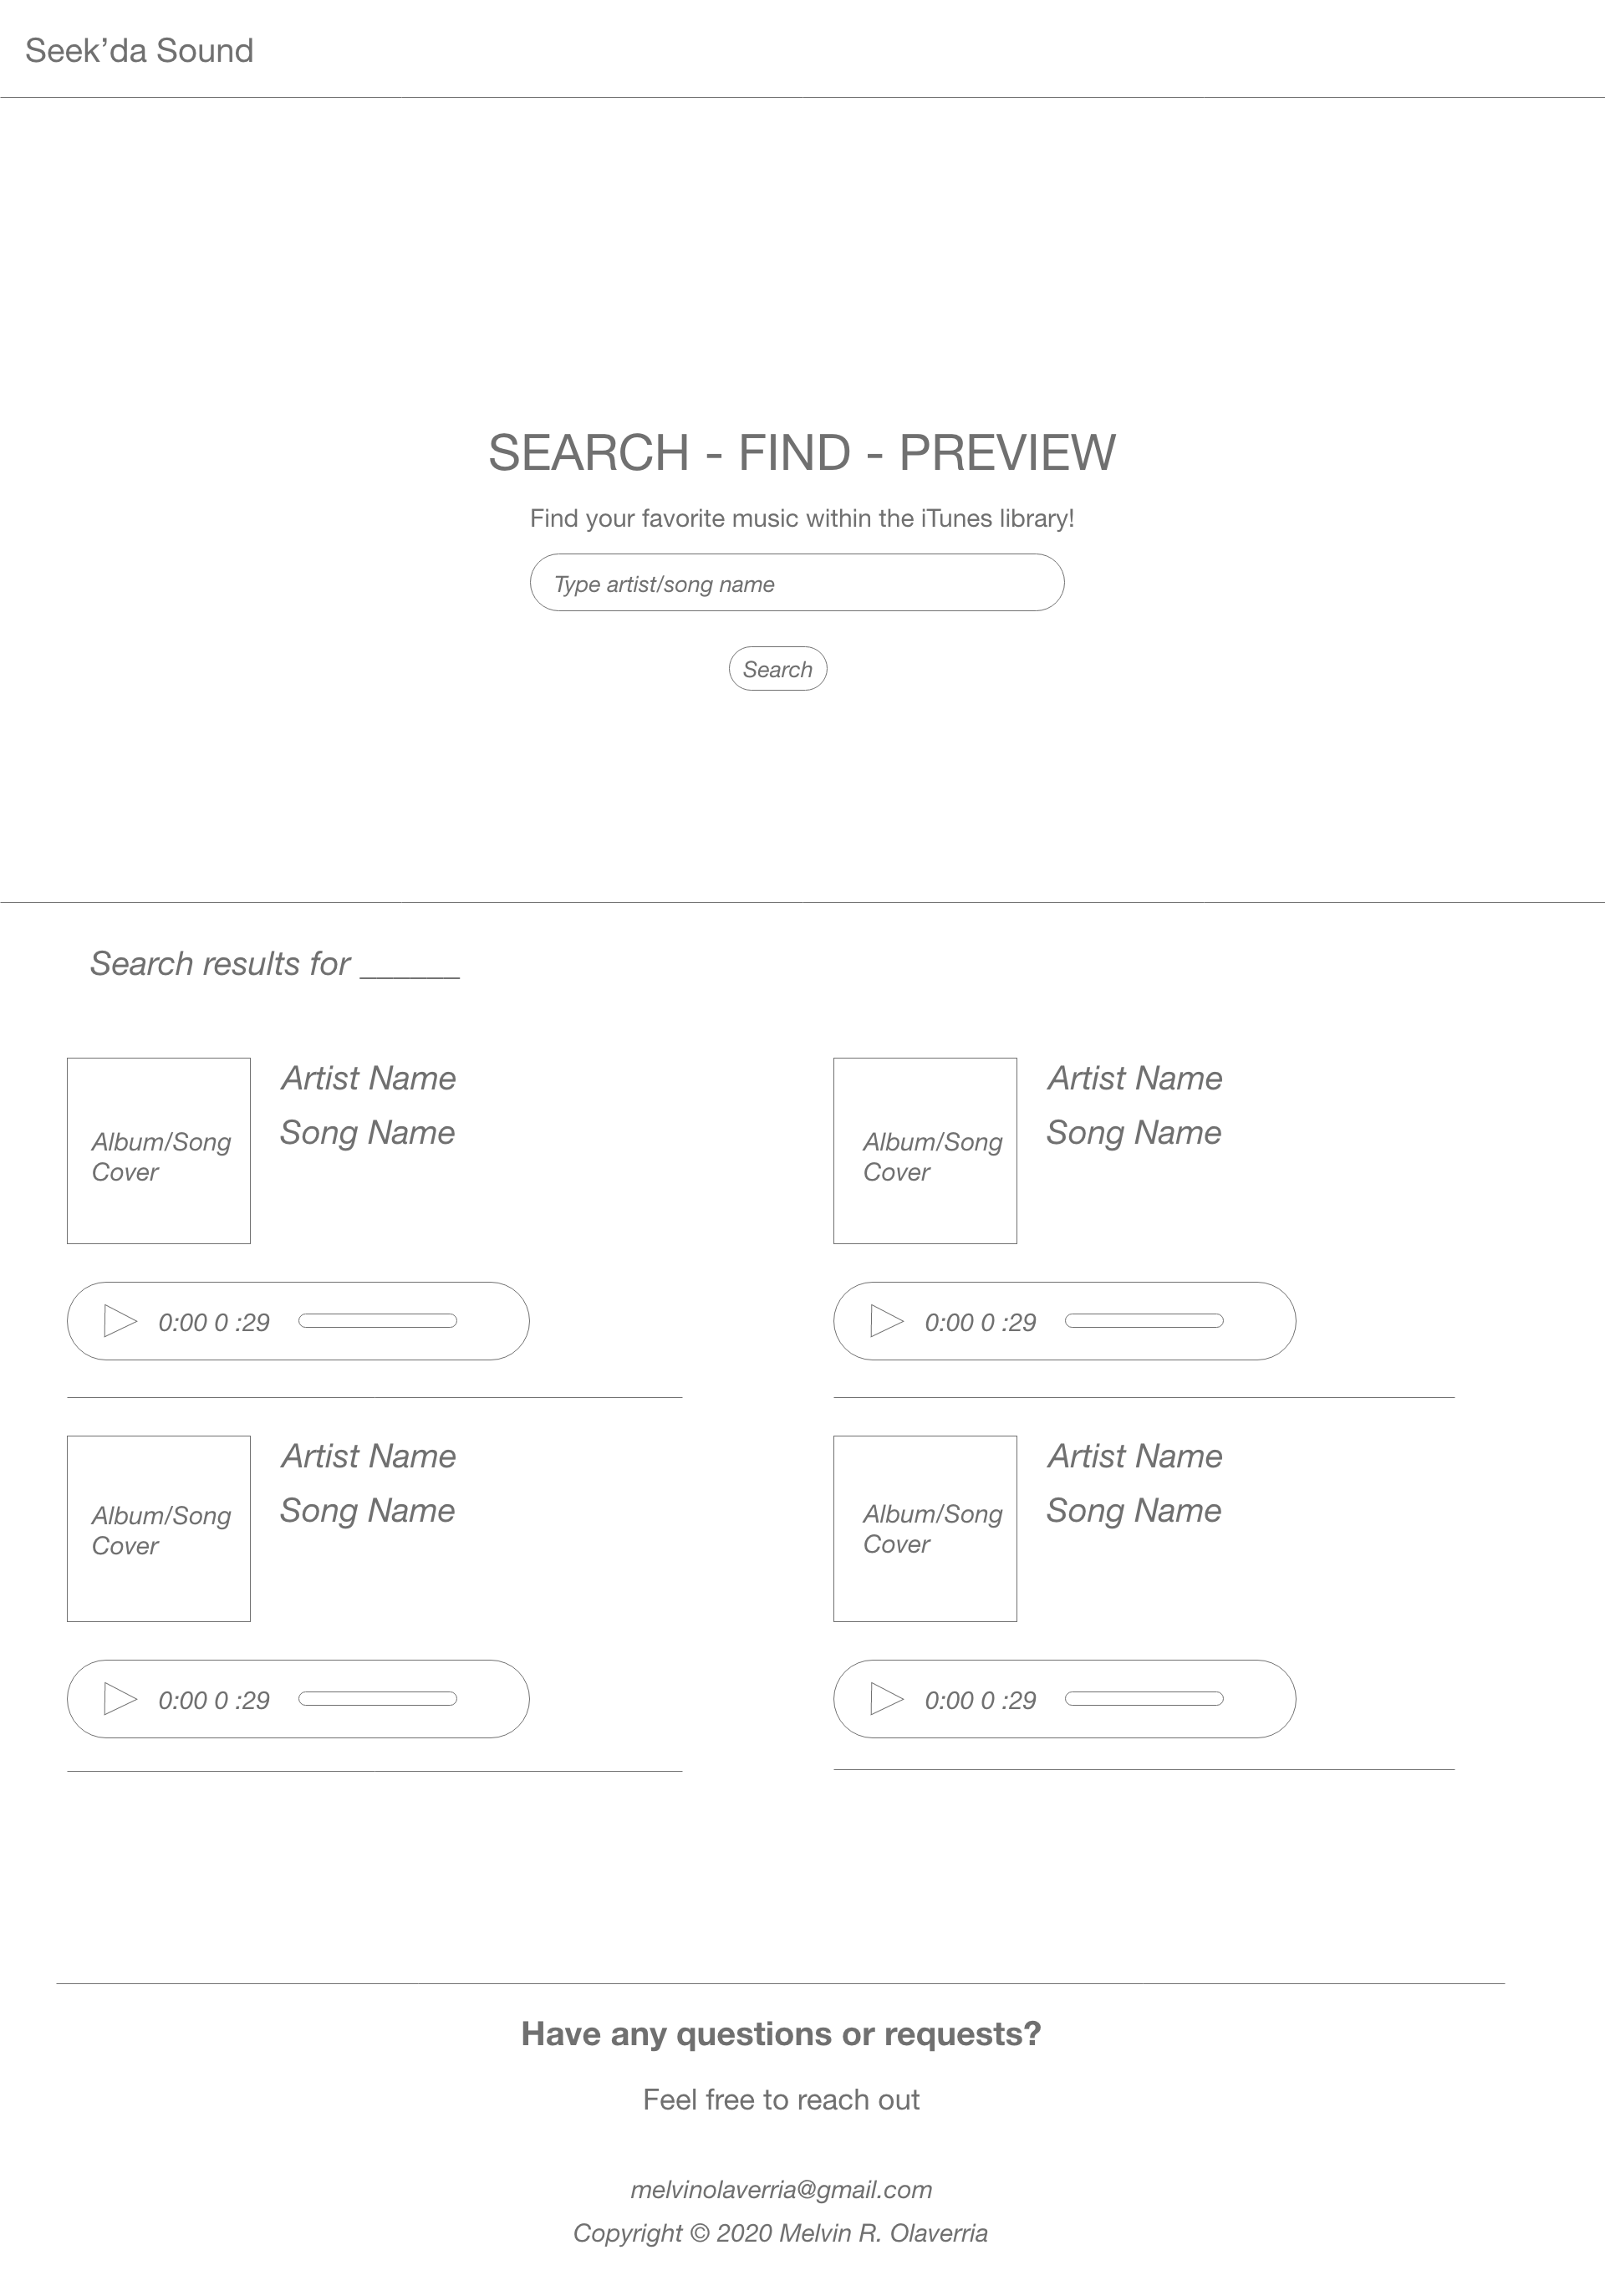 Seek’da Sound
SEARCH - FIND - PREVIEW
Find your favorite music within the iTunes library!
Type artist/song name
Search
Search results for ______
Artist Name
Song Name
Album/Song
Cover
0:00 0 :29
Artist Name
Song Name
Album/Song
Cover
0:00 0 :29
Artist Name
Song Name
Album/Song
Cover
0:00 0 :29
Artist Name
Song Name
Album/Song
Cover
0:00 0 :29
Have any questions or requests?
Feel free to reach out
melvinolaverria@gmail.com
Copyright © 2020 Melvin R. Olaverria